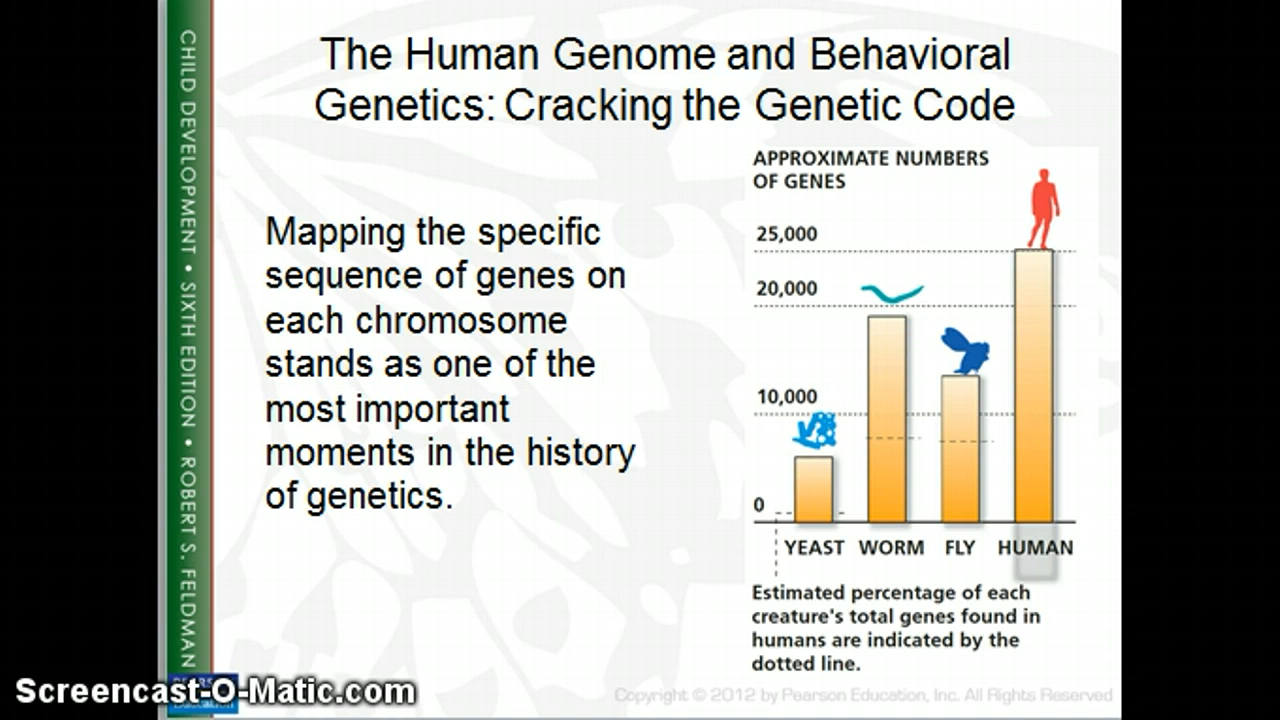 The Human Genome and Behavioral
Genetics: Cracking the Genetic Code
CHILD DEVELOPMENT • SIXTH EDITION • ROBERT S. FELDMAN
Mapping the specific
sequence of genes on
each chromosome
stands as one of the
most important
moments in the history
of genetics.
APPROXIMATE NUMBERS
OF GENES
25,000
20,000
10,000
0
YEAST WORM FLY HUMAN
Estimated percentage of each
creature's total genes found in
humans are indicated by the
dotted line.
Screencast-O-Matic.com
Copyright © 2012 by Pearson Education, Inc. All Rights Reserved